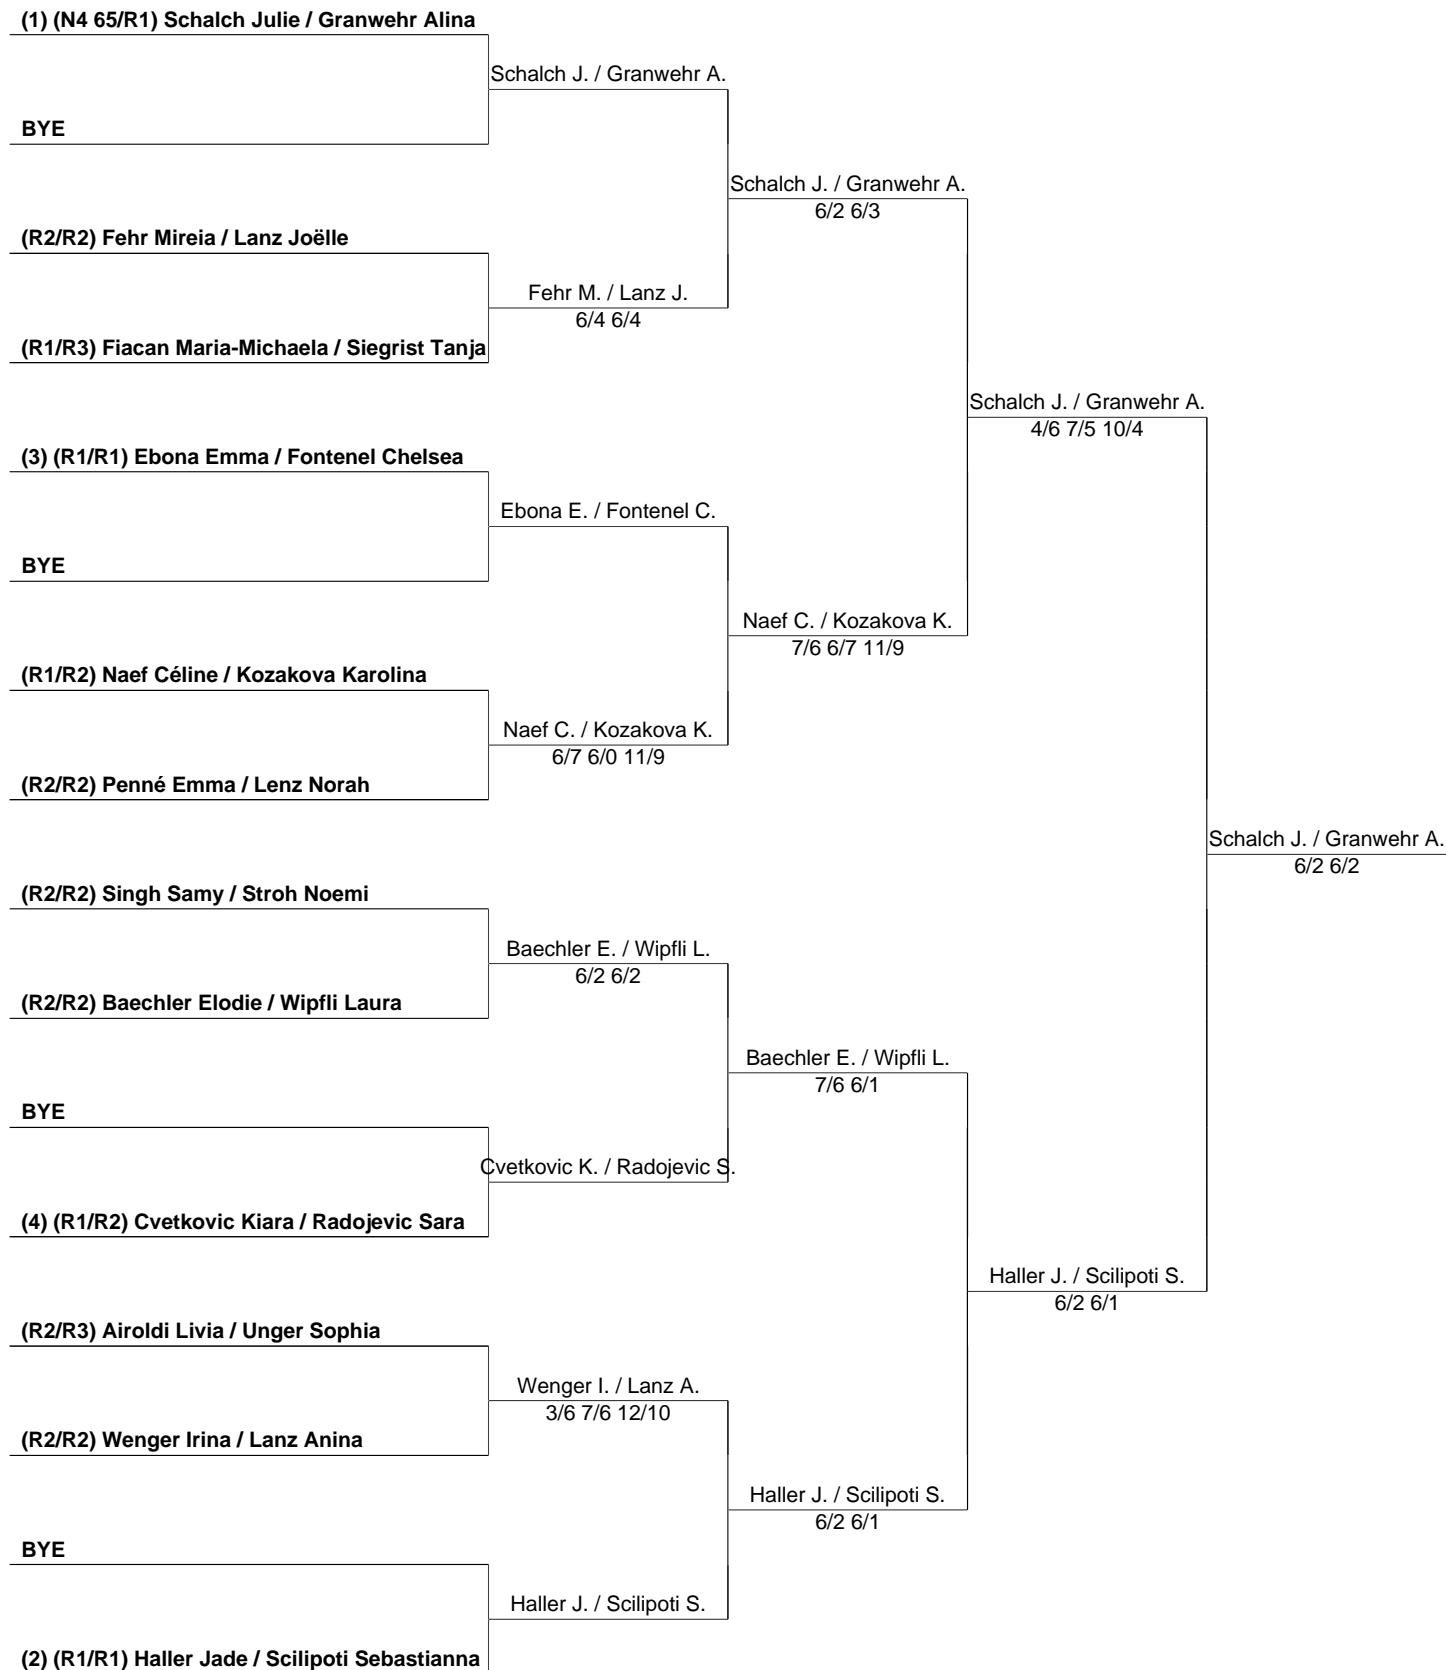 (1) (N4 65/R1) Schalch Julie / Granwehr Alina
Schalch J. / Granwehr A.
BYE
Schalch J. / Granwehr A.
6/2 6/3
(R2/R2) Fehr Mireia / Lanz Joëlle
Fehr M. / Lanz J.
6/4 6/4
(R1/R3) Fiacan Maria-Michaela / Siegrist Tanja
Schalch J. / Granwehr A.
4/6 7/5 10/4
(3) (R1/R1) Ebona Emma / Fontenel Chelsea
Ebona E. / Fontenel C.
BYE
Naef C. / Kozakova K.
7/6 6/7 11/9
(R1/R2) Naef Céline / Kozakova Karolina
Naef C. / Kozakova K.
6/7 6/0 11/9
(R2/R2) Penné Emma / Lenz Norah
Schalch J. / Granwehr A.
6/2 6/2
(R2/R2) Singh Samy / Stroh Noemi
Baechler E. / Wipfli L.
6/2 6/2
(R2/R2) Baechler Elodie / Wipfli Laura
Baechler E. / Wipfli L.
7/6 6/1
BYE
Cvetkovic K. / Radojevic S.
(4) (R1/R2) Cvetkovic Kiara / Radojevic Sara
Haller J. / Scilipoti S.
6/2 6/1
(R2/R3) Airoldi Livia / Unger Sophia
Wenger I. / Lanz A.
3/6 7/6 12/10
(R2/R2) Wenger Irina / Lanz Anina
Haller J. / Scilipoti S.
6/2 6/1
BYE
Haller J. / Scilipoti S.
(2) (R1/R1) Haller Jade / Scilipoti Sebastianna